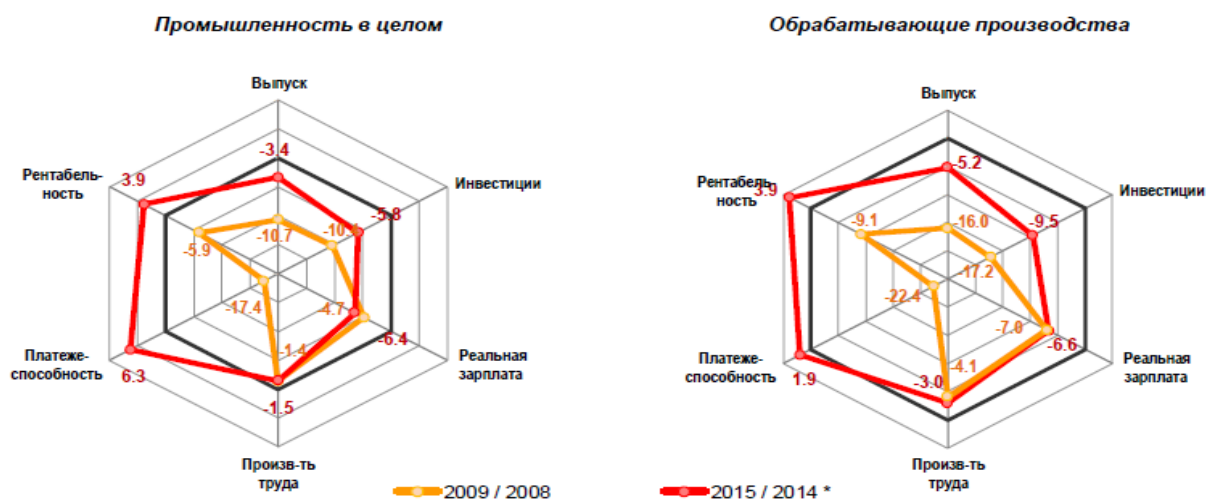 Промышленность в целом
Обрабатывающие производства
Выпуск
-3.4
Рентабель-
ность
3.9
Инвестиции
-5.8
-10.7
-5.9
-17.4
-4.7
-6.4
-1.4
Платеже-
способность
6.3
Реальная
зарплата
-1.5
Произв-ть
труда
Выпуск
-5.2
Рентабель-
ность
3.9
Инвестиции
-9.5
-9.1
-16.0
-17.2
-22.4
-7.0
-6.6
-4.1
-3.0
Платеже-
способность
1.9
Реальная
зарплата
Произв-ть
труда
2009 / 2008
2015 / 2014 *